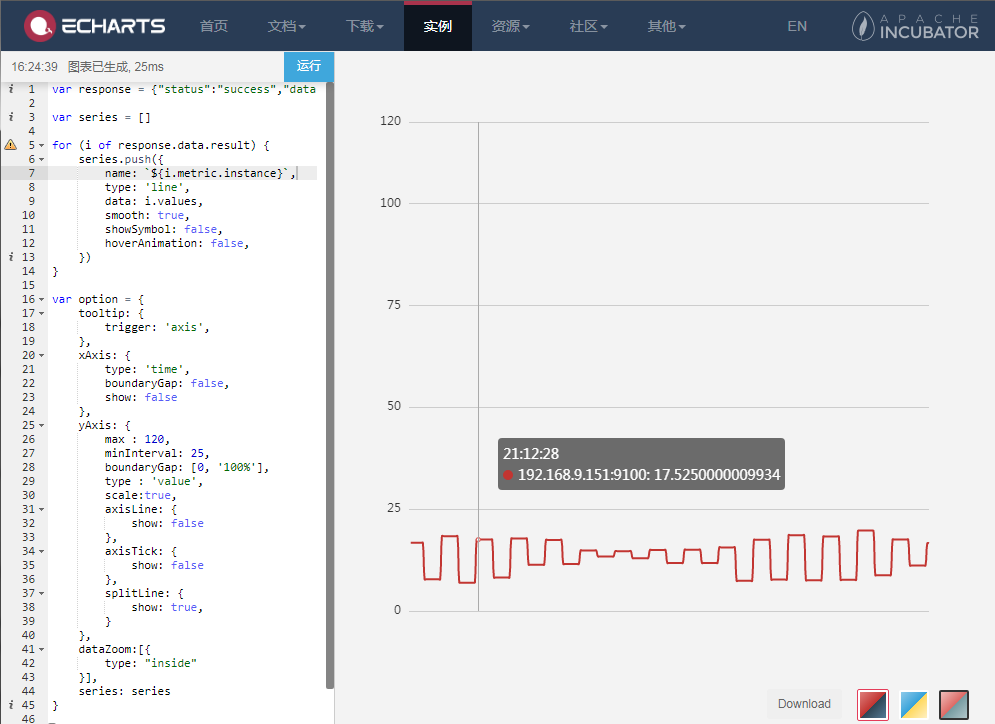 ECHARTS 首页 文档 下载 实例 资源 社区 其他 EN APACHE INCUBATOR
16:24:39 图表已生成, 25ms 运行
1 var response = {"status":"success","data
2
3 var series = []
4
5 for (i of response.data.result) {
6 series.push({
7 name: `${i.metric.instance}`,
8 type: 'line',
9 data: i.values,
10 smooth: true,
11 showSymbol: false,
12 hoverAnimation: false,
13 })
14 }
15
16 var option = {
17 tooltip: {
18 trigger: 'axis',
19 },
20 xAxis: {
21 type: 'time',
22 boundaryGap: false,
23 show: false
24 },
25 yAxis: {
26 max : 120,
27 minInterval: 25,
28 boundaryGap: [0, '100%'],
29 type : 'value',
30 scale:true,
31 axisLine: {
32 show: false
33 },
34 axisTick: {
35 show: false
36 },
37 splitLine: {
38 show: true,
39 }
40 },
41 dataZoom:[{
42 type: "inside"
43 }],
44 series: series
45 }
46
120
100
75
50
21:12:28
192.168.9.151:9100: 17.5250000009934
25
0
Download